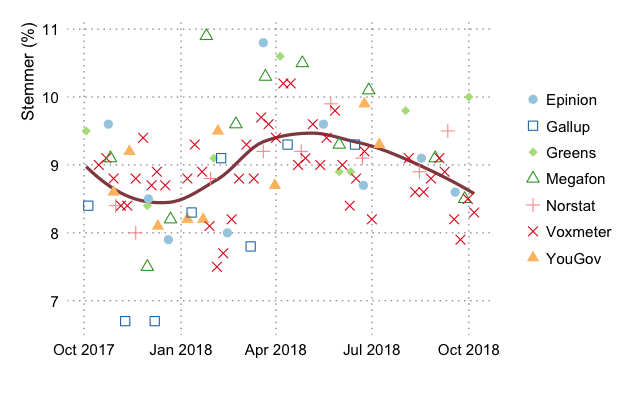 Stemmer (%)
11
10
9
8
7
Oct 2017
Jan 2018
Apr 2018
Jul 2018
Oct 2018
Epinion
Gallup
Greens
Megafon
Norstat
Voxmeter
YouGov